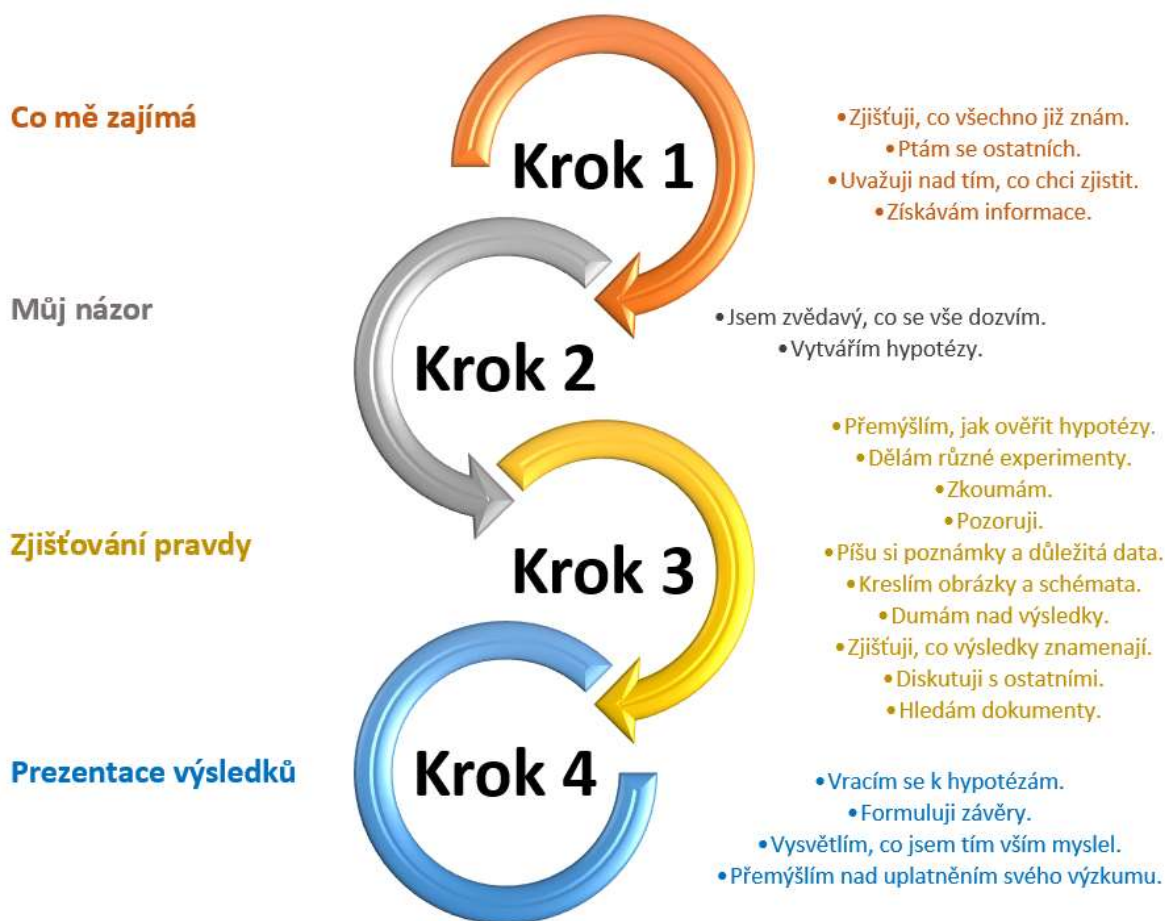 Co mě zajímá
Krok 1
•Zjišťuji, co všechno již znám.
•Ptám se ostatních.
•Uvažuji nad tím, co chci zjistit.
•Získávám informace.
Můj názor
Krok 2
•Jsem zvědavý, co se vše dozvím.
•Vytvářím hypotézy.
Zjišťování pravdy
Krok 3
•Přemýšlím, jak ověřit hypotézy.
•Dělám různé experimenty.
•Zkoumám.
•Pozoruji.
•Píšu si poznámky a důležitá data.
•Kreslím obrázky a schémata.
•Dumám nad výsledky.
•Zjišťuji, co výsledky znamenají.
•Diskutuji s ostatními.
•Hledám dokumenty.
Prezentace výsledků
Krok 4
•Vracím se k hypotézám.
•Formuluji závěry.
•Vysvětlím, co jsem tím vším myslel.
•Přemýšlím nad uplatněním svého výzkumu.